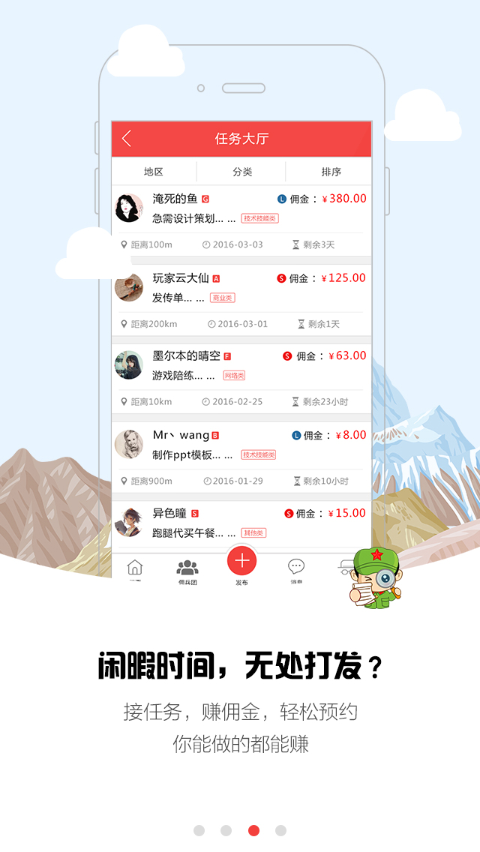 任务大厅
地区 分类 排序
淹死的鱼 G L 佣金：￥380.00
急需设计策划... ... 技术技能类
距离100m 2016-03-03 剩余3天
玩家云大仙 A S 佣金：￥125.00
发传单... ... 商业类
距离200km 2016-03-01 剩余1天
墨尔本的晴空 F S 佣金：￥63.00
游戏陪练... ... 网络类
距离10km 2016-02-25 剩余23小时
Mr丶wang B L 佣金：￥8.00
制作ppt模板... 技术技能类
距离900m 2016-01-29 剩余10小时
异色瞳 S S 佣金：￥15.00
跑腿代买午餐... 其他类
佣兵团 发布 消息
闲暇时间，无处打发？
接任务，赚佣金，轻松预约
你能做的都能赚